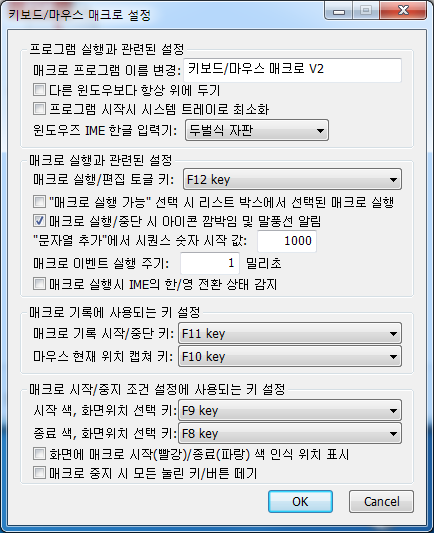 키보드/마우스 매크로 설정
프로그램 실행과 관련된 설정
매크로 프로그램 이름 변경: 키보드/마우스 매크로 V2
다른 윈도우보다 항상 위에 두기
프로그램 시작시 시스템 트레이로 최소화
윈도우즈 IME 한글 입력기: 두벌식 자판
매크로 실행과 관련된 설정
매크로 실행/편집 토글 키: F12 key
"매크로 실행 가능" 선택 시 리스트 박스에서 선택된 매크로 실행
매크로 실행/중단 시 아이콘 깜박임 및 말풍선 알림
"문자열 추가"에서 시퀀스 숫자 시작 값: 1000
매크로 이벤트 실행 주기: 1 밀리초
매크로 실행시 IME의 한/영 전환 상태 감지
매크로 기록에 사용되는 키 설정
매크로 기록 시작/중단 키: F11 key
마우스 현재 위치 캡쳐 키: F10 key
매크로 시작/중지 조건 설정에 사용되는 키 설정
시작 색, 화면위치 선택 키: F9 key
종료 색, 화면위치 선택 키: F8 key
화면에 매크로 시작(빨강)/종료(파랑) 색 인식 위치 표시
매크로 중지 시 모든 눌린 키/버튼 떼기
OK Cancel